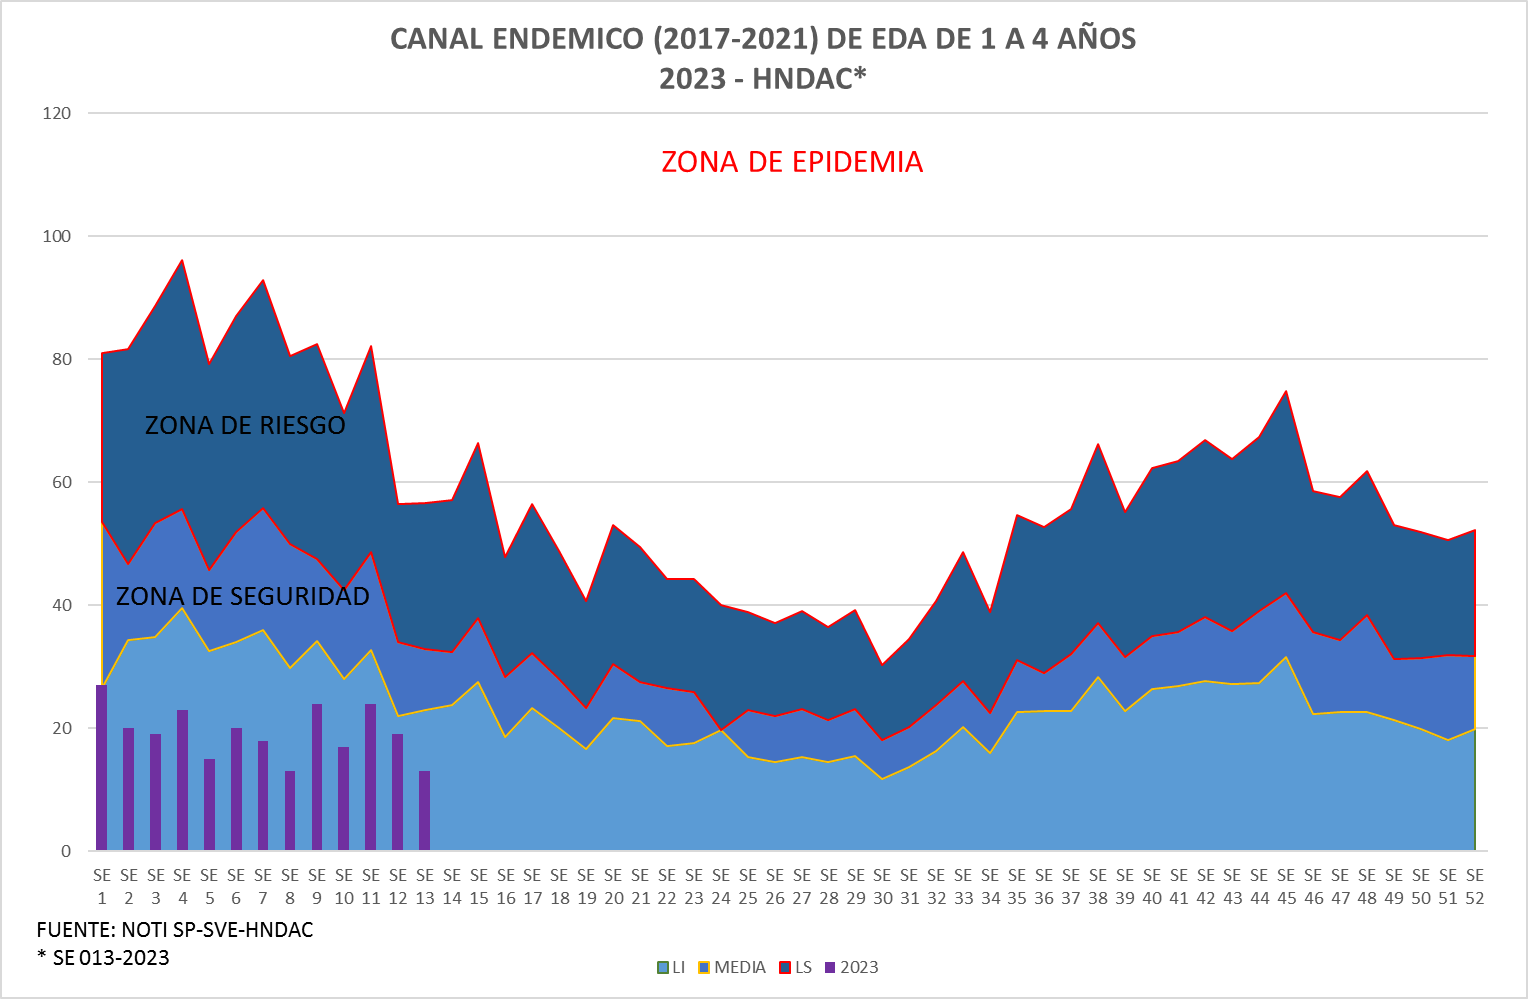 CANAL ENDEMICO (2017-2021) DE EDA DE 1 A 4 AÑOS
2023 - HNDAC*
120
ZONA DE EPIDEMIA
100
80
ZONA DE RIESGO
60
ZONA DE SEGURIDAD
40
20
0
SE SE SE SE SE SE SE SE SE SE SE SE SE SE SE SE SE SE SE SE SE SE SE SE SE SE SE SE SE SE SE SE SE SE SE SE SE SE SE SE SE SE SE SE SE SE SE SE SE SE SE SE
1 2 3 4 5 6 7 8 9 10 11 12 13 14 15 16 17 18 19 20 21 22 23 24 25 26 27 28 29 30 31 32 33 34 35 36 37 38 39 40 41 42 43 44 45 46 47 48 49 50 51 52
FUENTE: NOTI SP-SVE-HNDAC
* SE 013-2023
LI MEDIA LS 2023